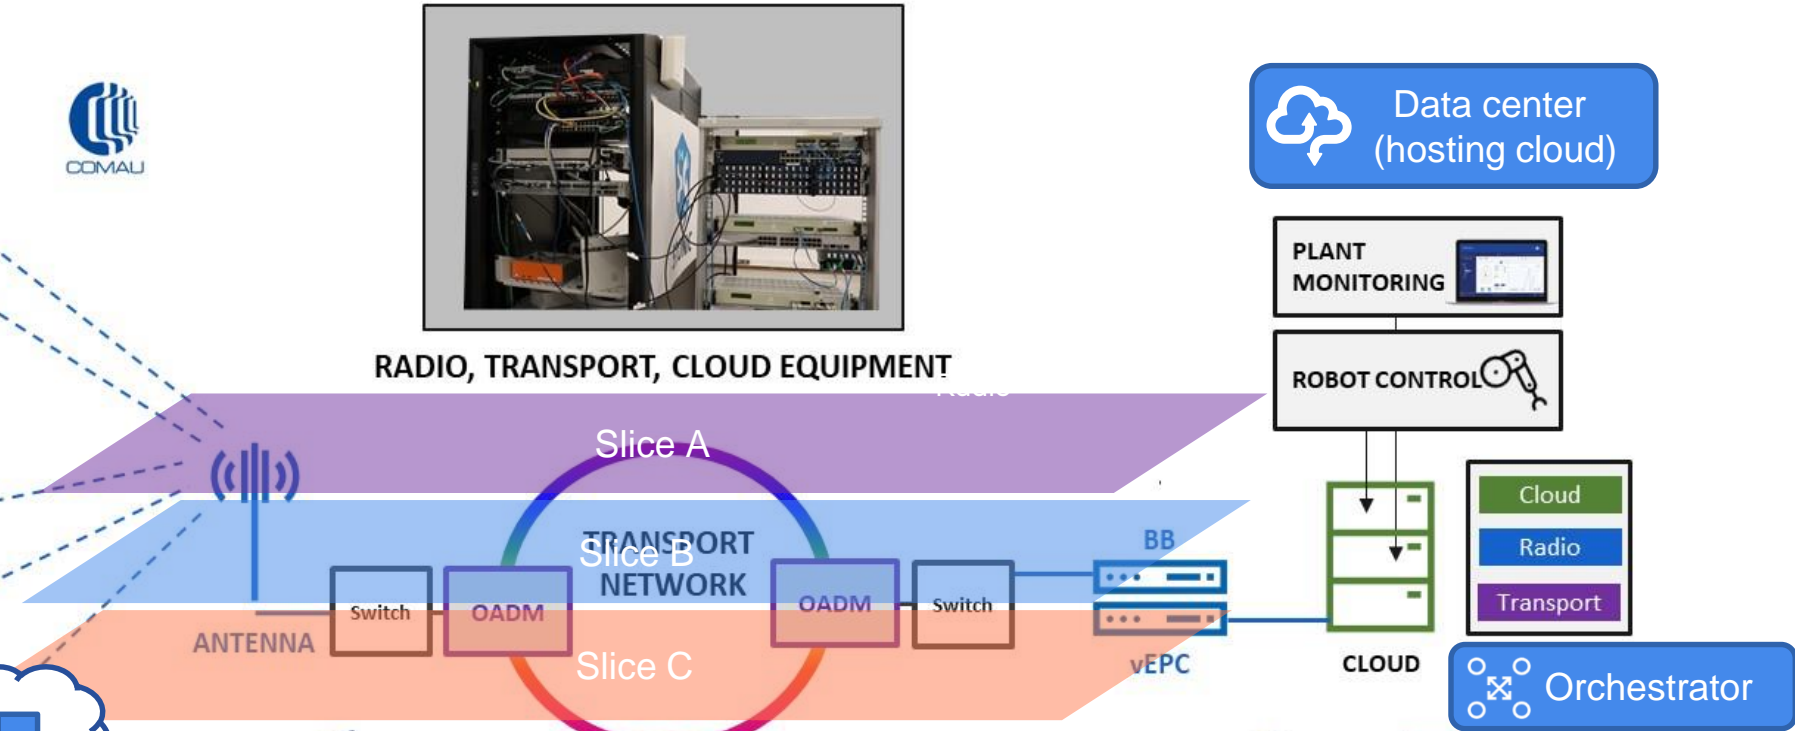 COMAU
Data center
(hosting cloud)
PLANT
MONITORING
RADIO, TRANSPORT, CLOUD EQUIPMENT
ROBOT CONTROL
Radio
Slice A
Cloud
TRANSPORT
BB
Radio
Slice B
NETWORK
Switch
OADM
OADM
Switch
Transport
ANTENNA
Slice C
vEPC
CLOUD
Orchestrator